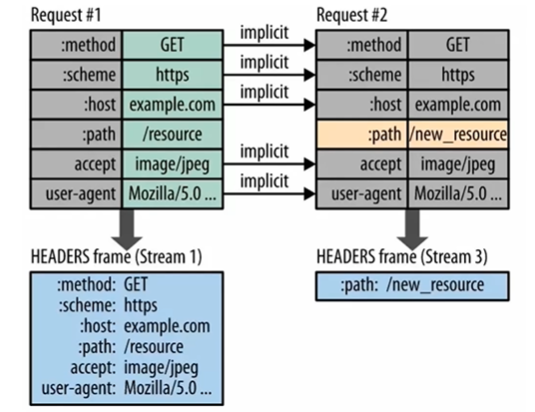 Request #1
Request #2
:method GET implicit :method GET
:scheme https implicit :scheme https
:host example.com implicit :host example.com
:path /resource :path /new_resource
accept image/jpeg implicit accept image/jpeg
user-agent Mozilla/5.0 ... implicit user-agent Mozilla/5.0 ...
HEADERS frame (Stream 1)
:method: GET
:scheme: https
:host: example.com
:path: /resource
accept: image/jpeg
user-agent: Mozilla/5.0 ...
HEADERS frame (Stream 3)
:path: /new_resource